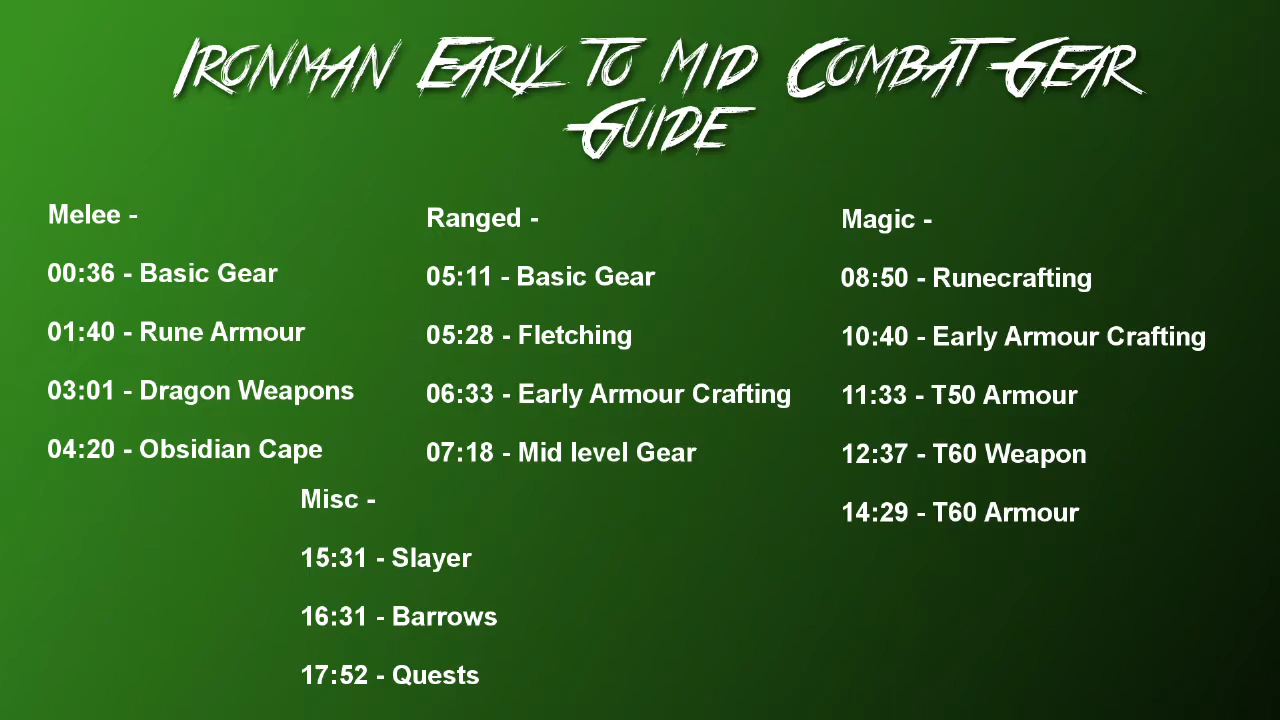 Ironman Early to mid Combat Gear
Guide
Melee -
00:36 - Basic Gear
01:40 - Rune Armour
03:01 - Dragon Weapons
04:20 - Obsidian Cape
Ranged -
05:11 - Basic Gear
05:28 - Fletching
06:33 - Early Armour Crafting
07:18 - Mid level Gear
Magic -
08:50 - Runecrafting
10:40 - Early Armour Crafting
11:33 - T50 Armour
12:37 - T60 Weapon
14:29 - T60 Armour
Misc -
15:31 - Slayer
16:31 - Barrows
17:52 - Quests